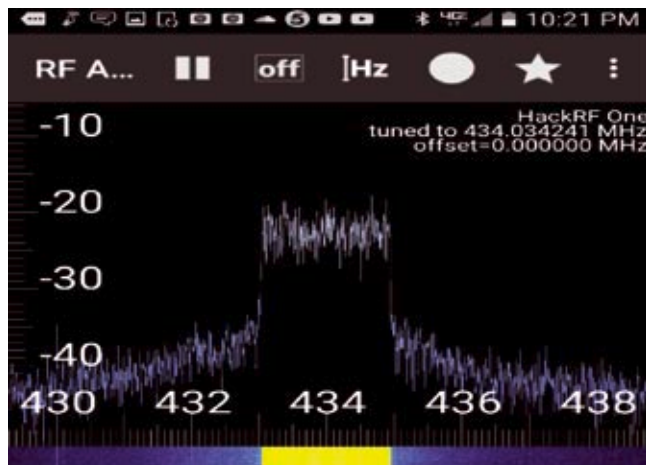 4G 10:21 PM
RF A... off Hz
HackRF One
tuned to 434.034241 MHz
offset=0.000000 MHz
-10
-20
-30
-40
430 432 434 436 438